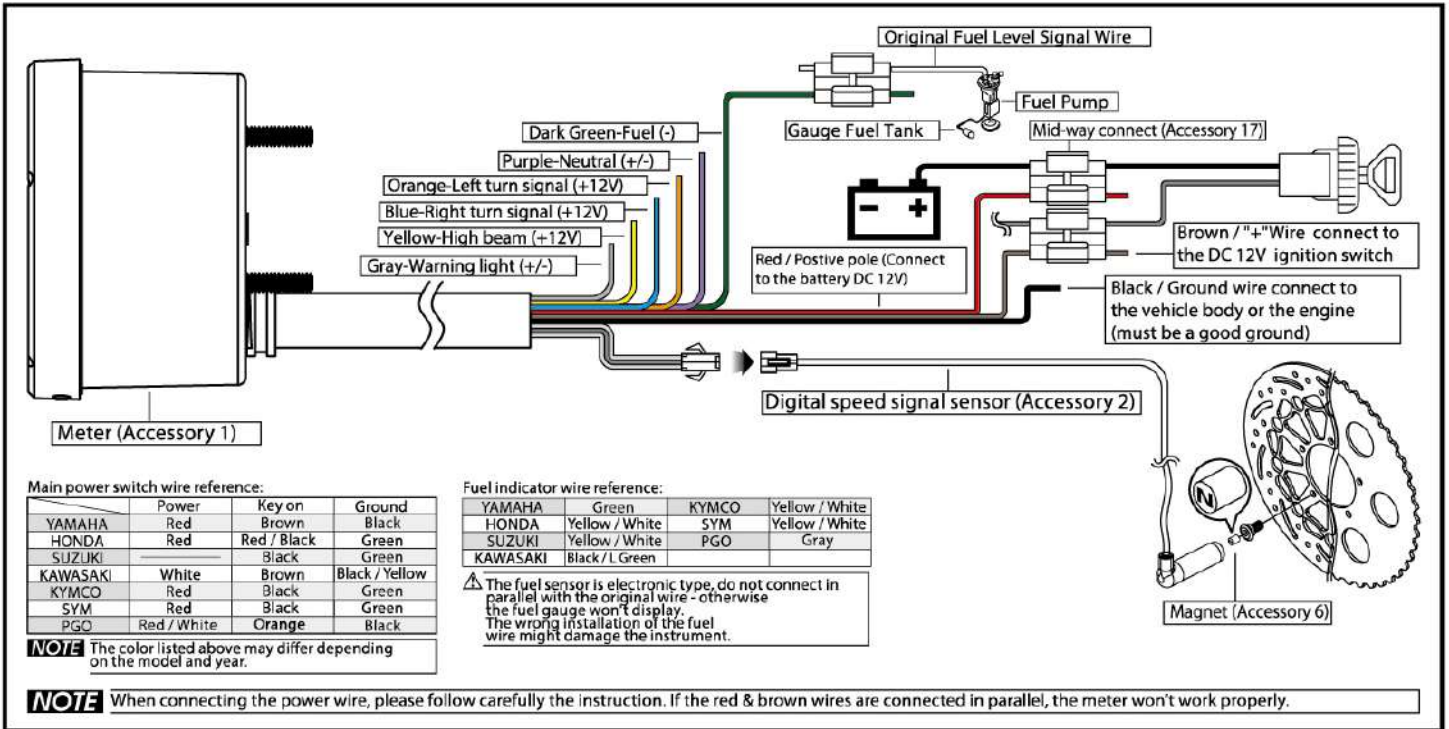 Original Fuel Level Signal Wire
Fuel Pump
Gauge Fuel Tank
Mid-way connect (Accessory 17)
Dark Green-Fuel (-)
Purple-Neutral (+/-)
Orange-Left turn signal (+12V)
Blue-Right turn signal (+12V)
Yellow-High beam (+12V)
Gray-Warning light (+/-)
- +
Red / Postive pole (Connect
to the battery DC 12V)
Brown / "+"Wire connect to
the DC 12V ignition switch
Black / Ground wire connect to
the vehicle body or the engine
(must be a good ground)
Digital speed signal sensor (Accessory 2)
Meter (Accessory 1)
N
Magnet (Accessory 6)
Main power switch wire reference:
Power Key on Ground
YAMAHA Red Brown Black
HONDA Red Red / Black Green
SUZUKI ——— Black Green
KAWASAKI White Brown Black / Yellow
KYMCO Red Black Green
SYM Red Black Green
PGO Red / White Orange Black
NOTE The color listed above may differ depending
on the model and year.
Fuel indicator wire reference:
YAMAHA Green KYMCO Yellow / White
HONDA Yellow / White SYM Yellow / White
SUZUKI Yellow / White PGO Gray
KAWASAKI Black / L Green
The fuel sensor is electronic type, do not connect in
parallel with the original wire - otherwise
the fuel gauge won't display.
The wrong installation of the fuel
wire might damage the instrument.
NOTE When connecting the power wire, please follow carefully the instruction. If the red & brown wires are connected in parallel, the meter won't work properly.